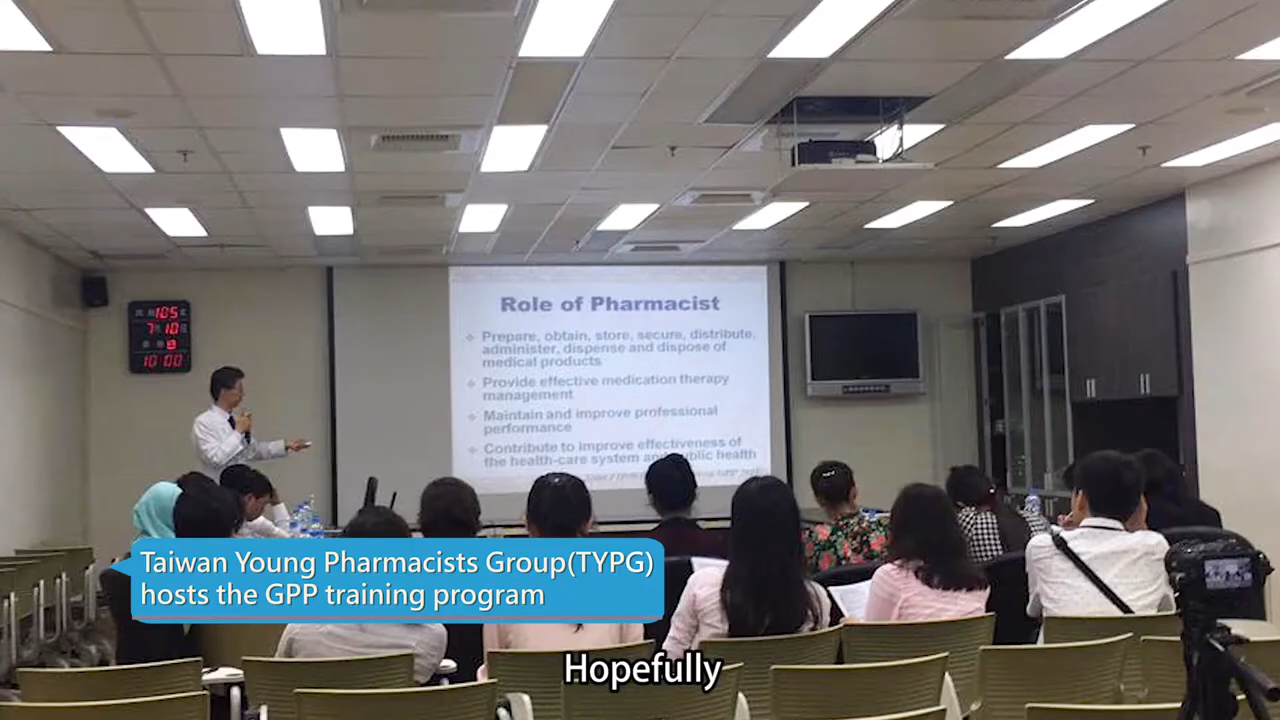 105
7 10
10:00
Role of Pharmacist
Prepare, obtain, store, secure, distribute,
administer, dispense and dispose of
medical products
Provide effective medication therapy
management
Maintain and improve professional
performance
Contribute to improve effectiveness of
the health-care system and public health
Taiwan Young Pharmacists Group(TYPG)
hosts the GPP training program
Hopefully